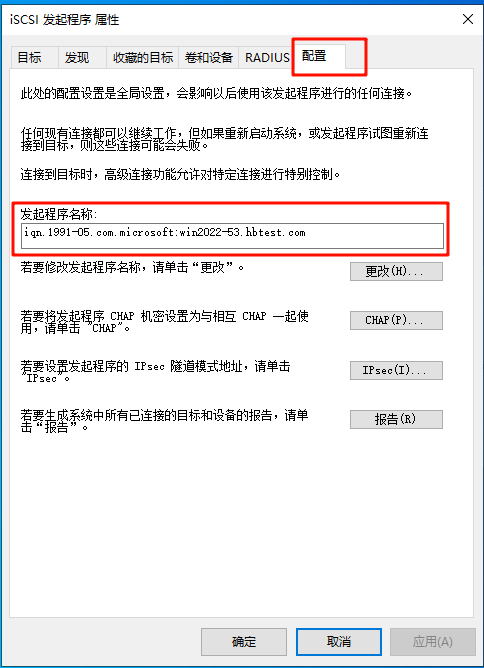 iSCSI 发起程序 属性
目标 发现 收藏的目标 卷和设备 RADIUS 配置
此处的配置设置是全局设置，会影响以后使用该发起程序进行的任何连接。
任何现有连接都可以继续工作，但如果重新启动系统，或发起程序试图重新连
接到目标，则这些连接可能会失败。
连接到目标时，高级连接功能允许对特定连接进行特别控制。
发起程序名称:
iqn.1991-05.com.microsoft:win2022-53.hbtest.com
若要修改发起程序名称，请单击“更改”。
更改(H)...
若要将发起程序 CHAP 机密设置为与相互 CHAP 一起使
用，请单击 "CHAP"。
CHAP(P)...
若要设置发起程序的 IPsec 隧道模式地址，请单击
"IPsec"。
IPsec(I)...
若要生成系统中所有已连接的目标和设备的报告，请单
击“报告”。
报告(R)
确定 取消 应用(A)